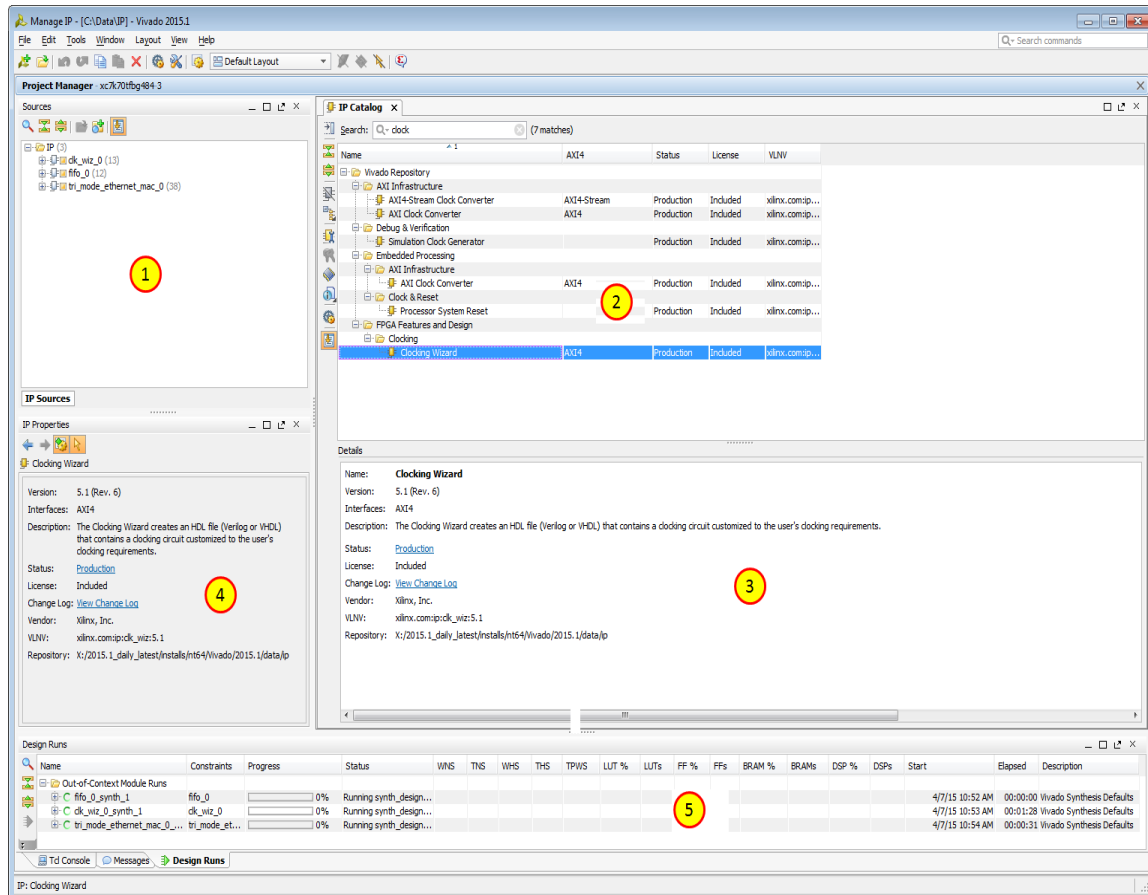 Manage IP - [C:\Data\IP] - Vivado 2015.1
File Edit Tools Window Layout View Help
Search commands
Default Layout
Project Manager - xc7k70tfbg484-3
Sources
IP (3)
clk_wiz_0 (13)
fifo_0 (12)
tri_mode_ethernet_mac_0 (38)
1
IP Sources
IP Properties
Clocking Wizard
Version: 5.1 (Rev. 6)
Interfaces: AXI4
Description: The Clocking Wizard creates an HDL file (Verilog or VHDL)
that contains a clocking circuit customized to the user's
clocking requirements.
Status: Production
License: Included
4
Change Log: View Change Log
Vendor: Xilinx, Inc.
VLNV: xilinx.com:ip:clk_wiz:5.1
Repository: X:/2015.1_daily_latest/installs/nt64/Vivado/2015.1/data/ip
IP Catalog
Search: clock (7 matches)
Name 1 AXI4 Status License VLNV
Vivado Repository
AXI Infrastructure
AXI4-Stream Clock Converter AXI4-Stream Production Included xilinx.com:ip...
AXI Clock Converter AXI4 Production Included xilinx.com:ip...
Debug & Verification
Simulation Clock Generator Production Included xilinx.com:ip...
Embedded Processing
AXI Infrastructure
AXI Clock Converter AXI4 Production Included xilinx.com:ip...
Clock & Reset
2
Processor System Reset Production Included xilinx.com:ip...
FPGA Features and Design
Clocking
Clocking Wizard AXI4 Production Included xilinx.com:ip...
Details
Name: Clocking Wizard
Version: 5.1 (Rev. 6)
Interfaces: AXI4
Description: The Clocking Wizard creates an HDL file (Verilog or VHDL) that contains a clocking circuit customized to the user's clocking requirements.
Status: Production
License: Included
Change Log: View Change Log
3
Vendor: Xilinx, Inc.
VLNV: xilinx.com:ip:clk_wiz:5.1
Repository: X:/2015.1_daily_latest/installs/nt64/Vivado/2015.1/data/ip
Design Runs
Name Constraints Progress Status WNS TNS WHS THS TPWS LUT % LUTs FF % FFs BRAM % BRAMs DSP % DSPs Start Elapsed Description
Out-of-Context Module Runs
fifo_0_synth_1 fifo_0 0% Running synth_design... 4/7/15 10:52 AM 00:00:00 Vivado Synthesis Defaults
clk_wiz_0_synth_1 clk_wiz_0 0% Running synth_design... 4/7/15 10:53 AM 00:01:28 Vivado Synthesis Defaults
5
tri_mode_ethernet_mac_0_... tri_mode_et... 0% Running synth_design... 4/7/15 10:54 AM 00:00:31 Vivado Synthesis Defaults
Tcl Console Messages Design Runs
IP: Clocking Wizard